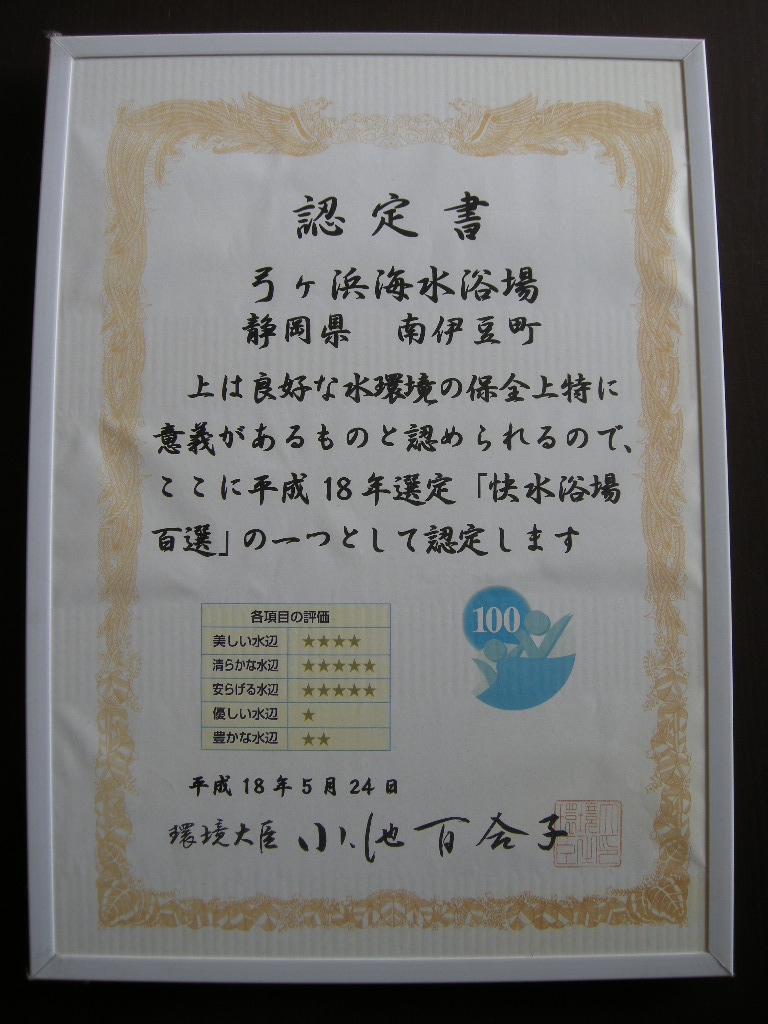 認定書
弓ヶ浜海水浴場
静岡県　南伊豆町
上は良好な水環境の保全上特に
意義があるものと認められるので、
ここに平成18年選定「快水浴場
百選」の一つとして認定します
100
各項目の評価
美しい水辺 ★★★★
清らかな水辺 ★★★★★
安らげる水辺 ★★★★★
優しい水辺 ★
豊かな水辺 ★★
平成18年5月24日
環境大臣 小池百合子